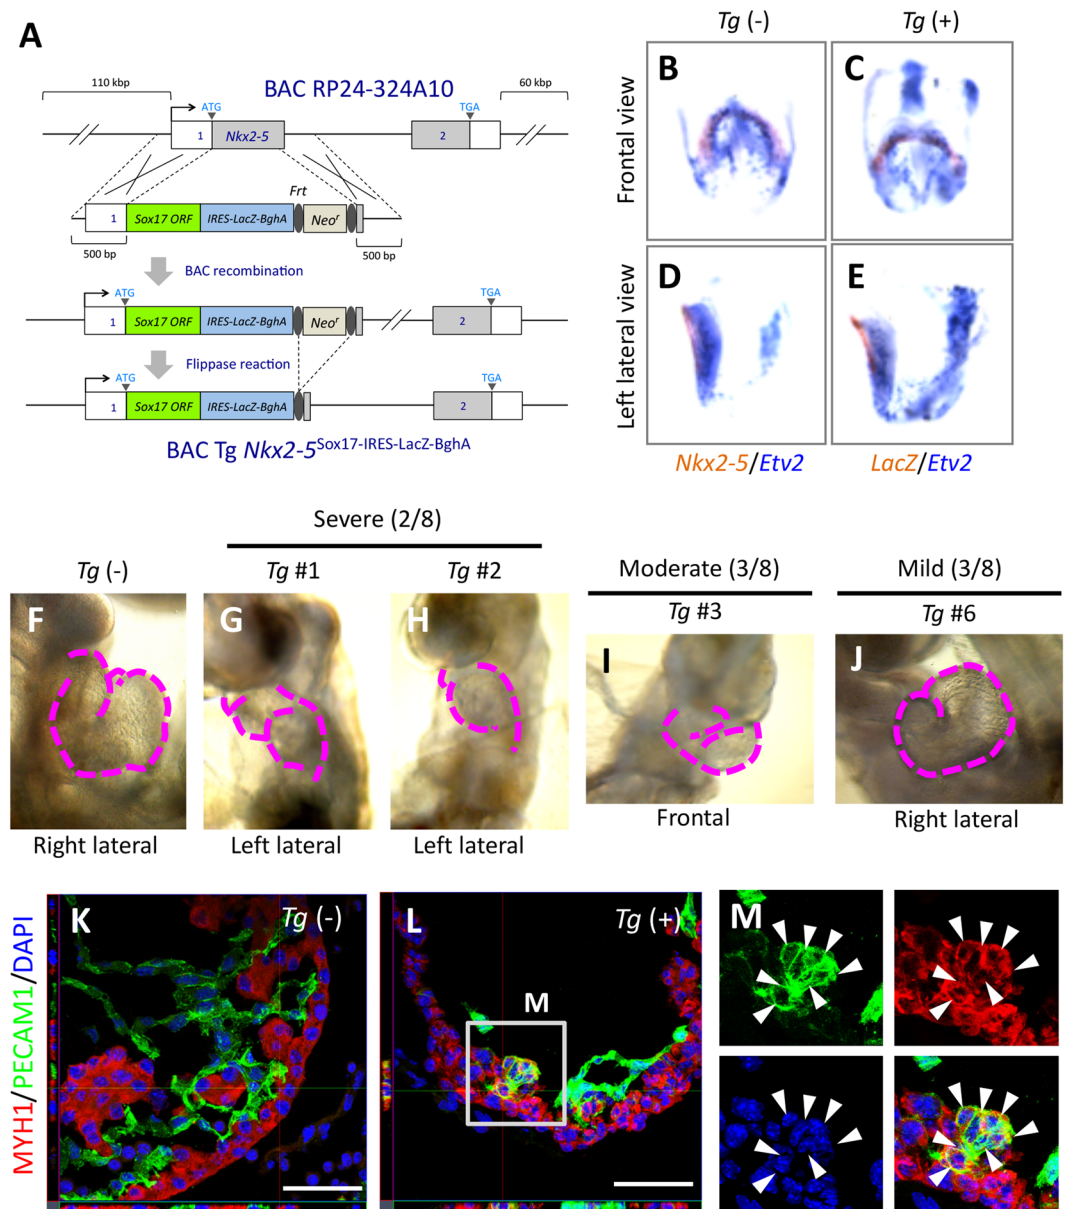 A
BAC RP24-324A10
110 kbp
60 kbp
ATG
TGA
1
Nkx2-5
2
Frt
1
Sox17 ORF
IRES-LacZ-BghA
Neoʳ
500 bp
500 bp
BAC recombination
ATG
TGA
1
Sox17 ORF
IRES-LacZ-BghA
Neoʳ
2
Flippase reaction
ATG
TGA
1
Sox17 ORF
IRES-LacZ-BghA
2
BAC Tg Nkx2-5Sox17-IRES-LacZ-BghA
Tg (-)
Tg (+)
Frontal view
B
C
Left lateral view
D
E
Nkx2-5/Etv2
LacZ/Etv2
Severe (2/8)
Tg (-)
Tg #1
Tg #2
Moderate (3/8)
Tg #3
Mild (3/8)
Tg #6
F
G
H
I
J
Right lateral
Left lateral
Left lateral
Frontal
Right lateral
MYH1/PECAM1/DAPI
K
Tg (-)
L
Tg (+)
M
M